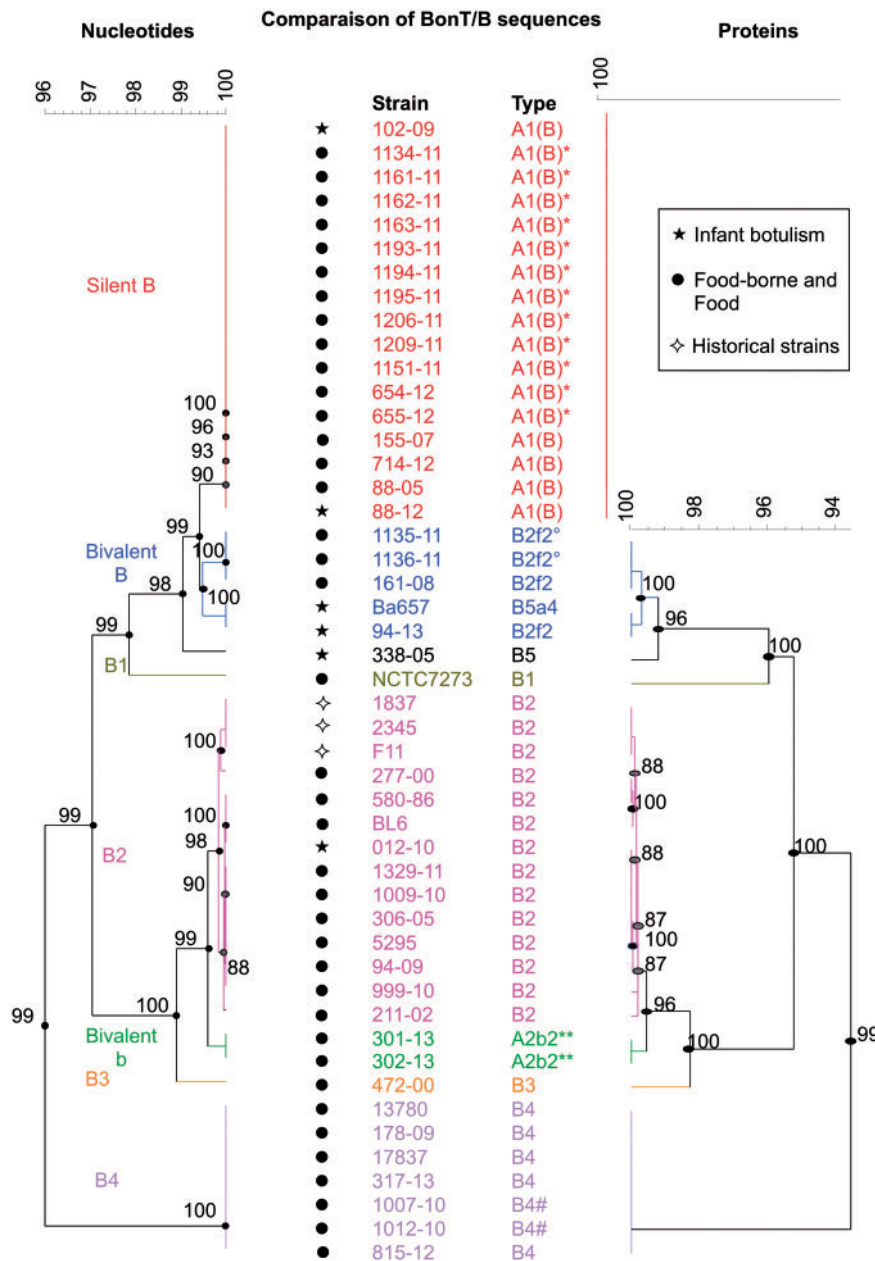 Comparaison of BonT/B sequences
Nucleotides
Proteins
96 97 98 99 100
100
Strain Type
102-09 A1(B)
1134-11 A1(B)*
1161-11 A1(B)*
1162-11 A1(B)*
1163-11 A1(B)*
1193-11 A1(B)*
1194-11 A1(B)*
1195-11 A1(B)*
1206-11 A1(B)*
1209-11 A1(B)*
1151-11 A1(B)*
654-12 A1(B)*
655-12 A1(B)*
155-07 A1(B)
714-12 A1(B)
88-05 A1(B)
88-12 A1(B)
1135-11 B2f2°
1136-11 B2f2°
161-08 B2f2
Ba657 B5a4
94-13 B2f2
338-05 B5
NCTC7273 B1
1837 B2
2345 B2
F11 B2
277-00 B2
580-86 B2
BL6 B2
012-10 B2
1329-11 B2
1009-10 B2
306-05 B2
5295 B2
94-09 B2
999-10 B2
211-02 B2
301-13 A2b2**
302-13 A2b2**
472-00 B3
13780 B4
178-09 B4
17837 B4
317-13 B4
1007-10 B4#
1012-10 B4#
815-12 B4
Silent B
100
96
93
90
99
Bivalent
B
100
100
98
99
B1
100
99
B2
100
98
90
99
88
100
99
Bivalent
b
B3
B4
100
★ Infant botulism
● Food-borne and
Food
✧ Historical strains
100 98 96 94
100
96
100
88
100
88
100
87
100
87
96
100
99